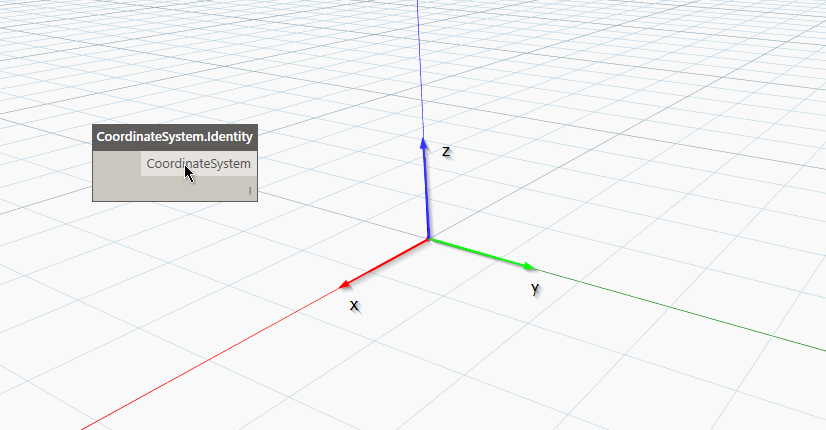 CoordinateSystem.Identity
CoordinateSystem
l
z
y
x